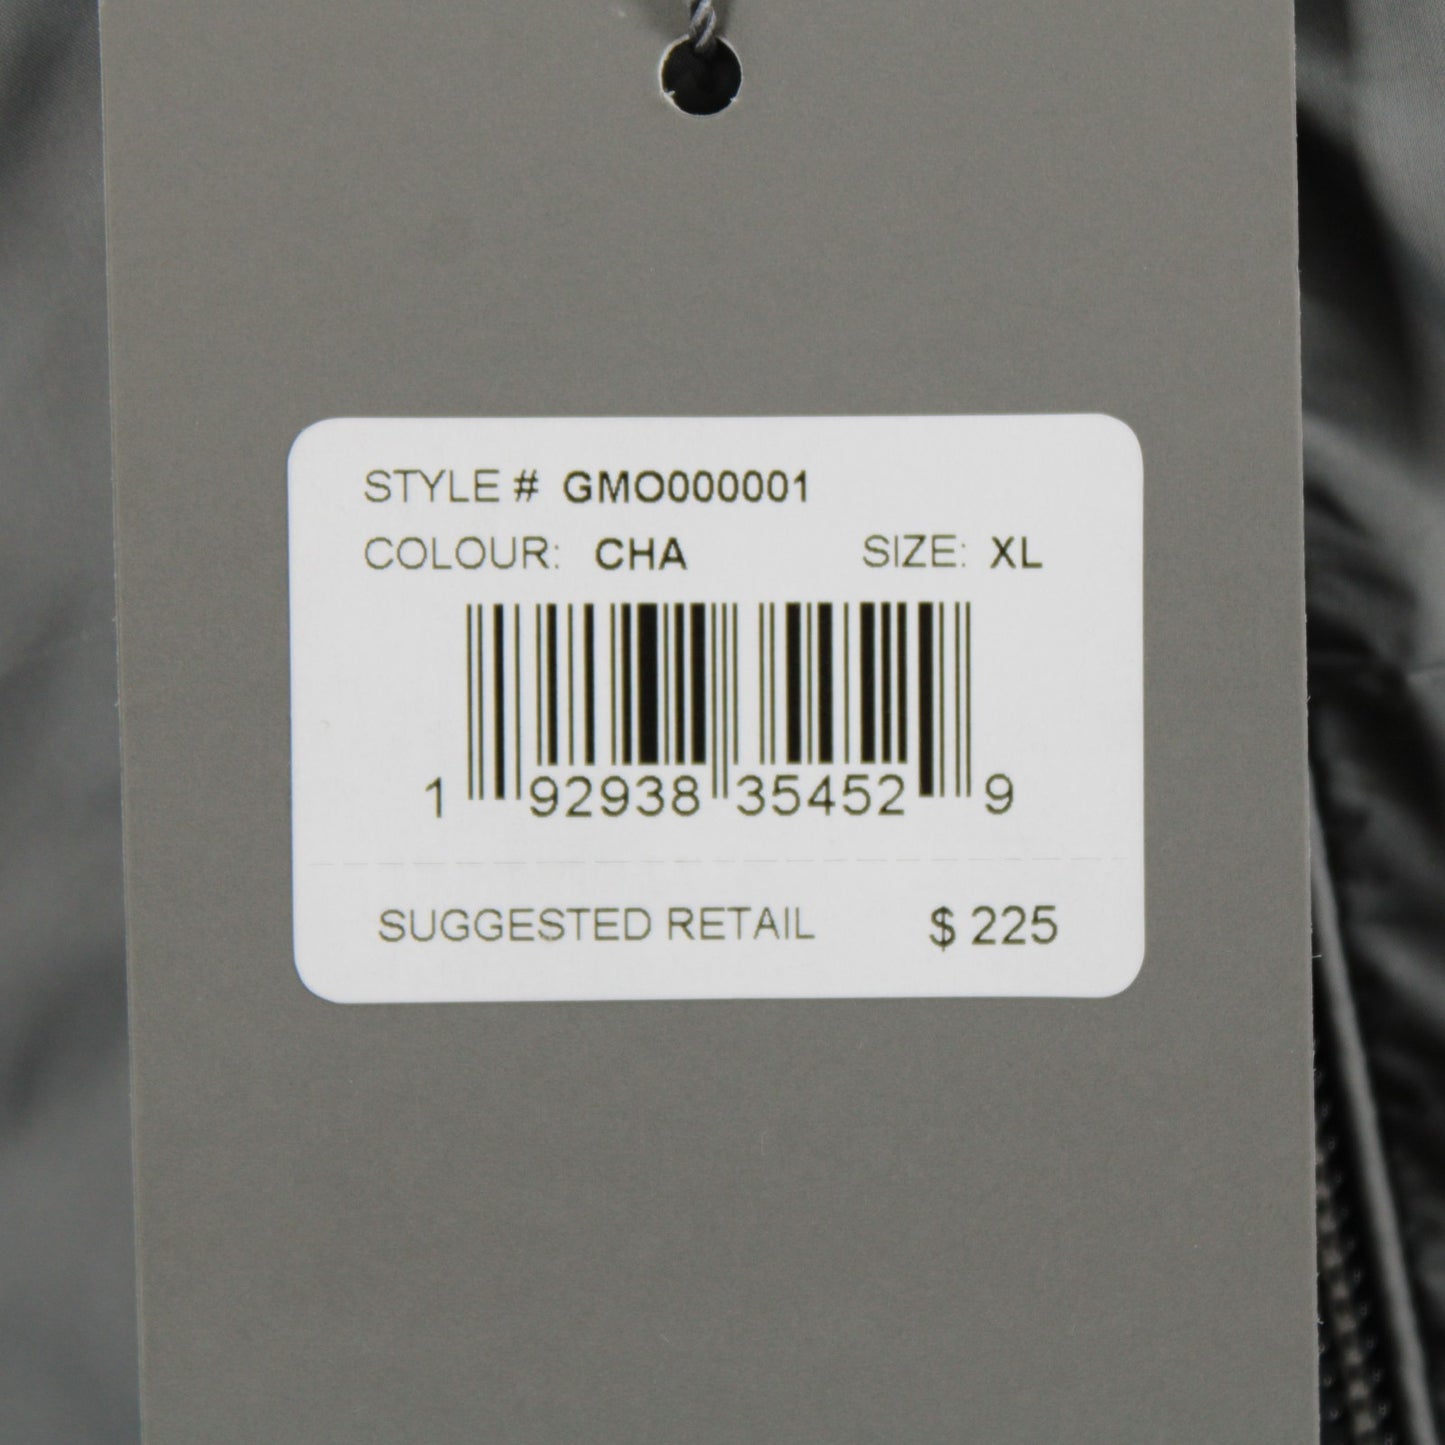 STYLE # GMO000001
COLOUR: CHA SIZE: XL
1 92938 35452 9
SUGGESTED RETAIL $ 225